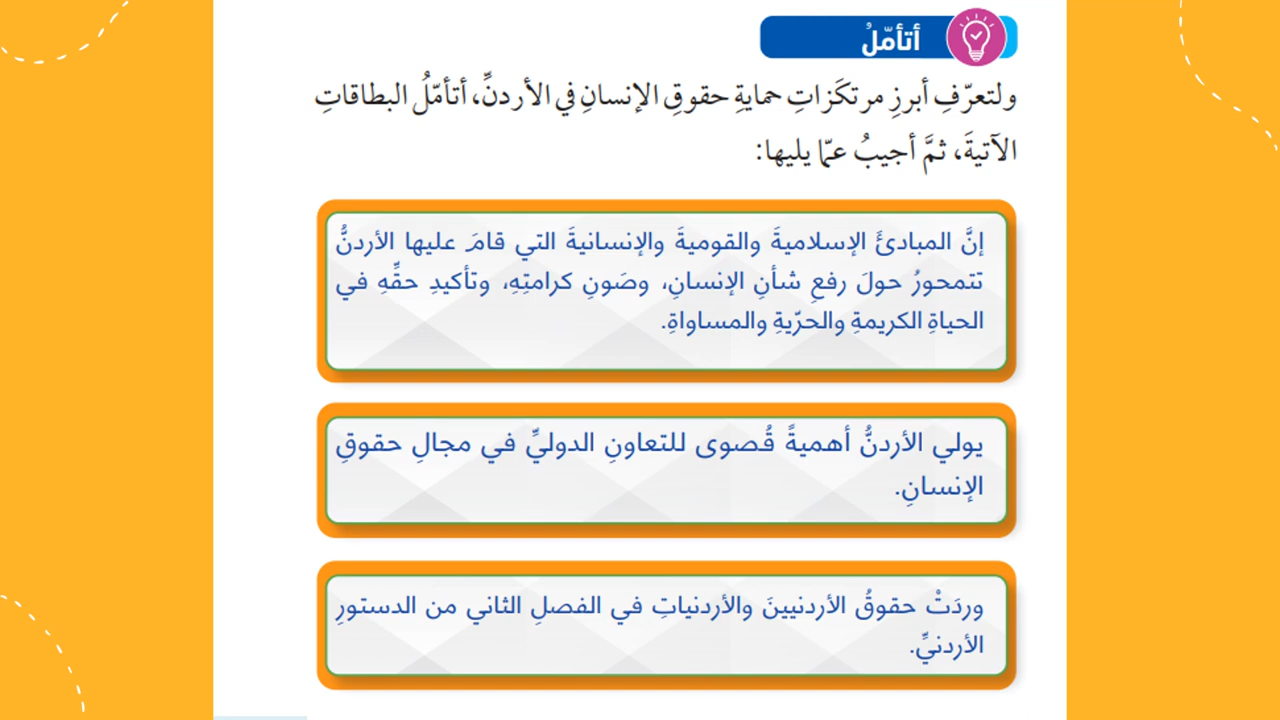 أتأمّلُ
ولتعرّفِ أبرزِ مرتكَزاتِ حمايةِ حقوقِ الإنسانِ في الأردنِّ، أتأمّلُ البطاقاتِ
الآتيةَ، ثمَّ أجيبُ عمّا يليها:
إنَّ المبادئَ الإسلاميةَ والقوميةَ والإنسانيةَ التي قامَ عليها الأردنُّ
تتمحورُ حولَ رفعِ شأنِ الإنسانِ، وصَونِ كرامتِهِ، وتأكيدِ حقِّهِ في
الحياةِ الكريمةِ والحرّيةِ والمساواةِ.
يولي الأردنُّ أهميةً قُصوى للتعاونِ الدوليِّ في مجالِ حقوقِ
الإنسانِ.
وردَتْ حقوقُ الأردنيينَ والأردنياتِ في الفصلِ الثاني من الدستورِ
الأردنيِّ.